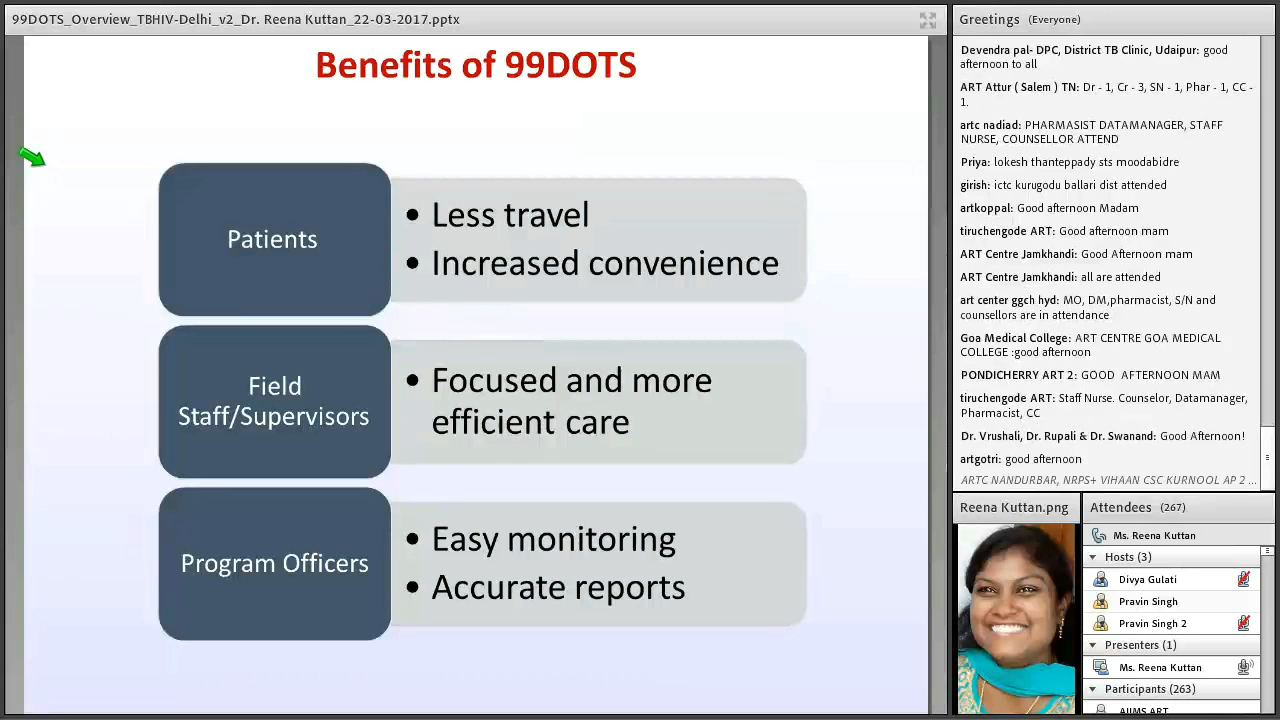 99DOTS_Overview_TBHIV-Delhi_v2_Dr. Reena Kuttan_22-03-2017.pptx
Benefits of 99DOTS
Patients
• Less travel
• Increased convenience
Field
Staff/Supervisors
• Focused and more
efficient care
Program Officers
• Easy monitoring
• Accurate reports
Greetings (Everyone)
Devendra pal- DPC, District TB Clinic, Udaipur: good
afternoon to all
ART Attur ( Salem ) TN: Dr - 1, Cr - 3, SN - 1, Phar - 1, CC -
1.
artc nadiad: PHARMASIST DATAMANAGER, STAFF
NURSE, COUNSELLOR ATTEND
Priya: lokesh thanteppady sts moodabidre
girish: ictc kurugodu ballari dist attended
artkoppal: Good afternoon Madam
tiruchengode ART: Good afternoon mam
ART Centre Jamkhandi: Good Afternoon mam
ART Centre Jamkhandi: all are attended
art center ggch hyd: MO, DM,pharmacist, S/N and
counsellors are in attendance
Goa Medical College: ART CENTRE GOA MEDICAL
COLLEGE :good afternoon
PONDICHERRY ART 2: GOOD AFTERNOON MAM
tiruchengode ART: Staff Nurse. Counselor, Datamanager,
Pharmacist, CC
Dr. Vrushali, Dr. Rupali & Dr. Swanand: Good Afternoon!
artgotri: good afternoon
ARTC NANDURBAR, NRPS+ VIHAAN CSC KURNOOL AP 2 ...
Reena Kuttan.png
Attendees (267)
Ms. Reena Kuttan
Hosts (3)
Divya Gulati
Pravin Singh
Pravin Singh 2
Presenters (1)
Ms. Reena Kuttan
Participants (263)
AIIMS ART